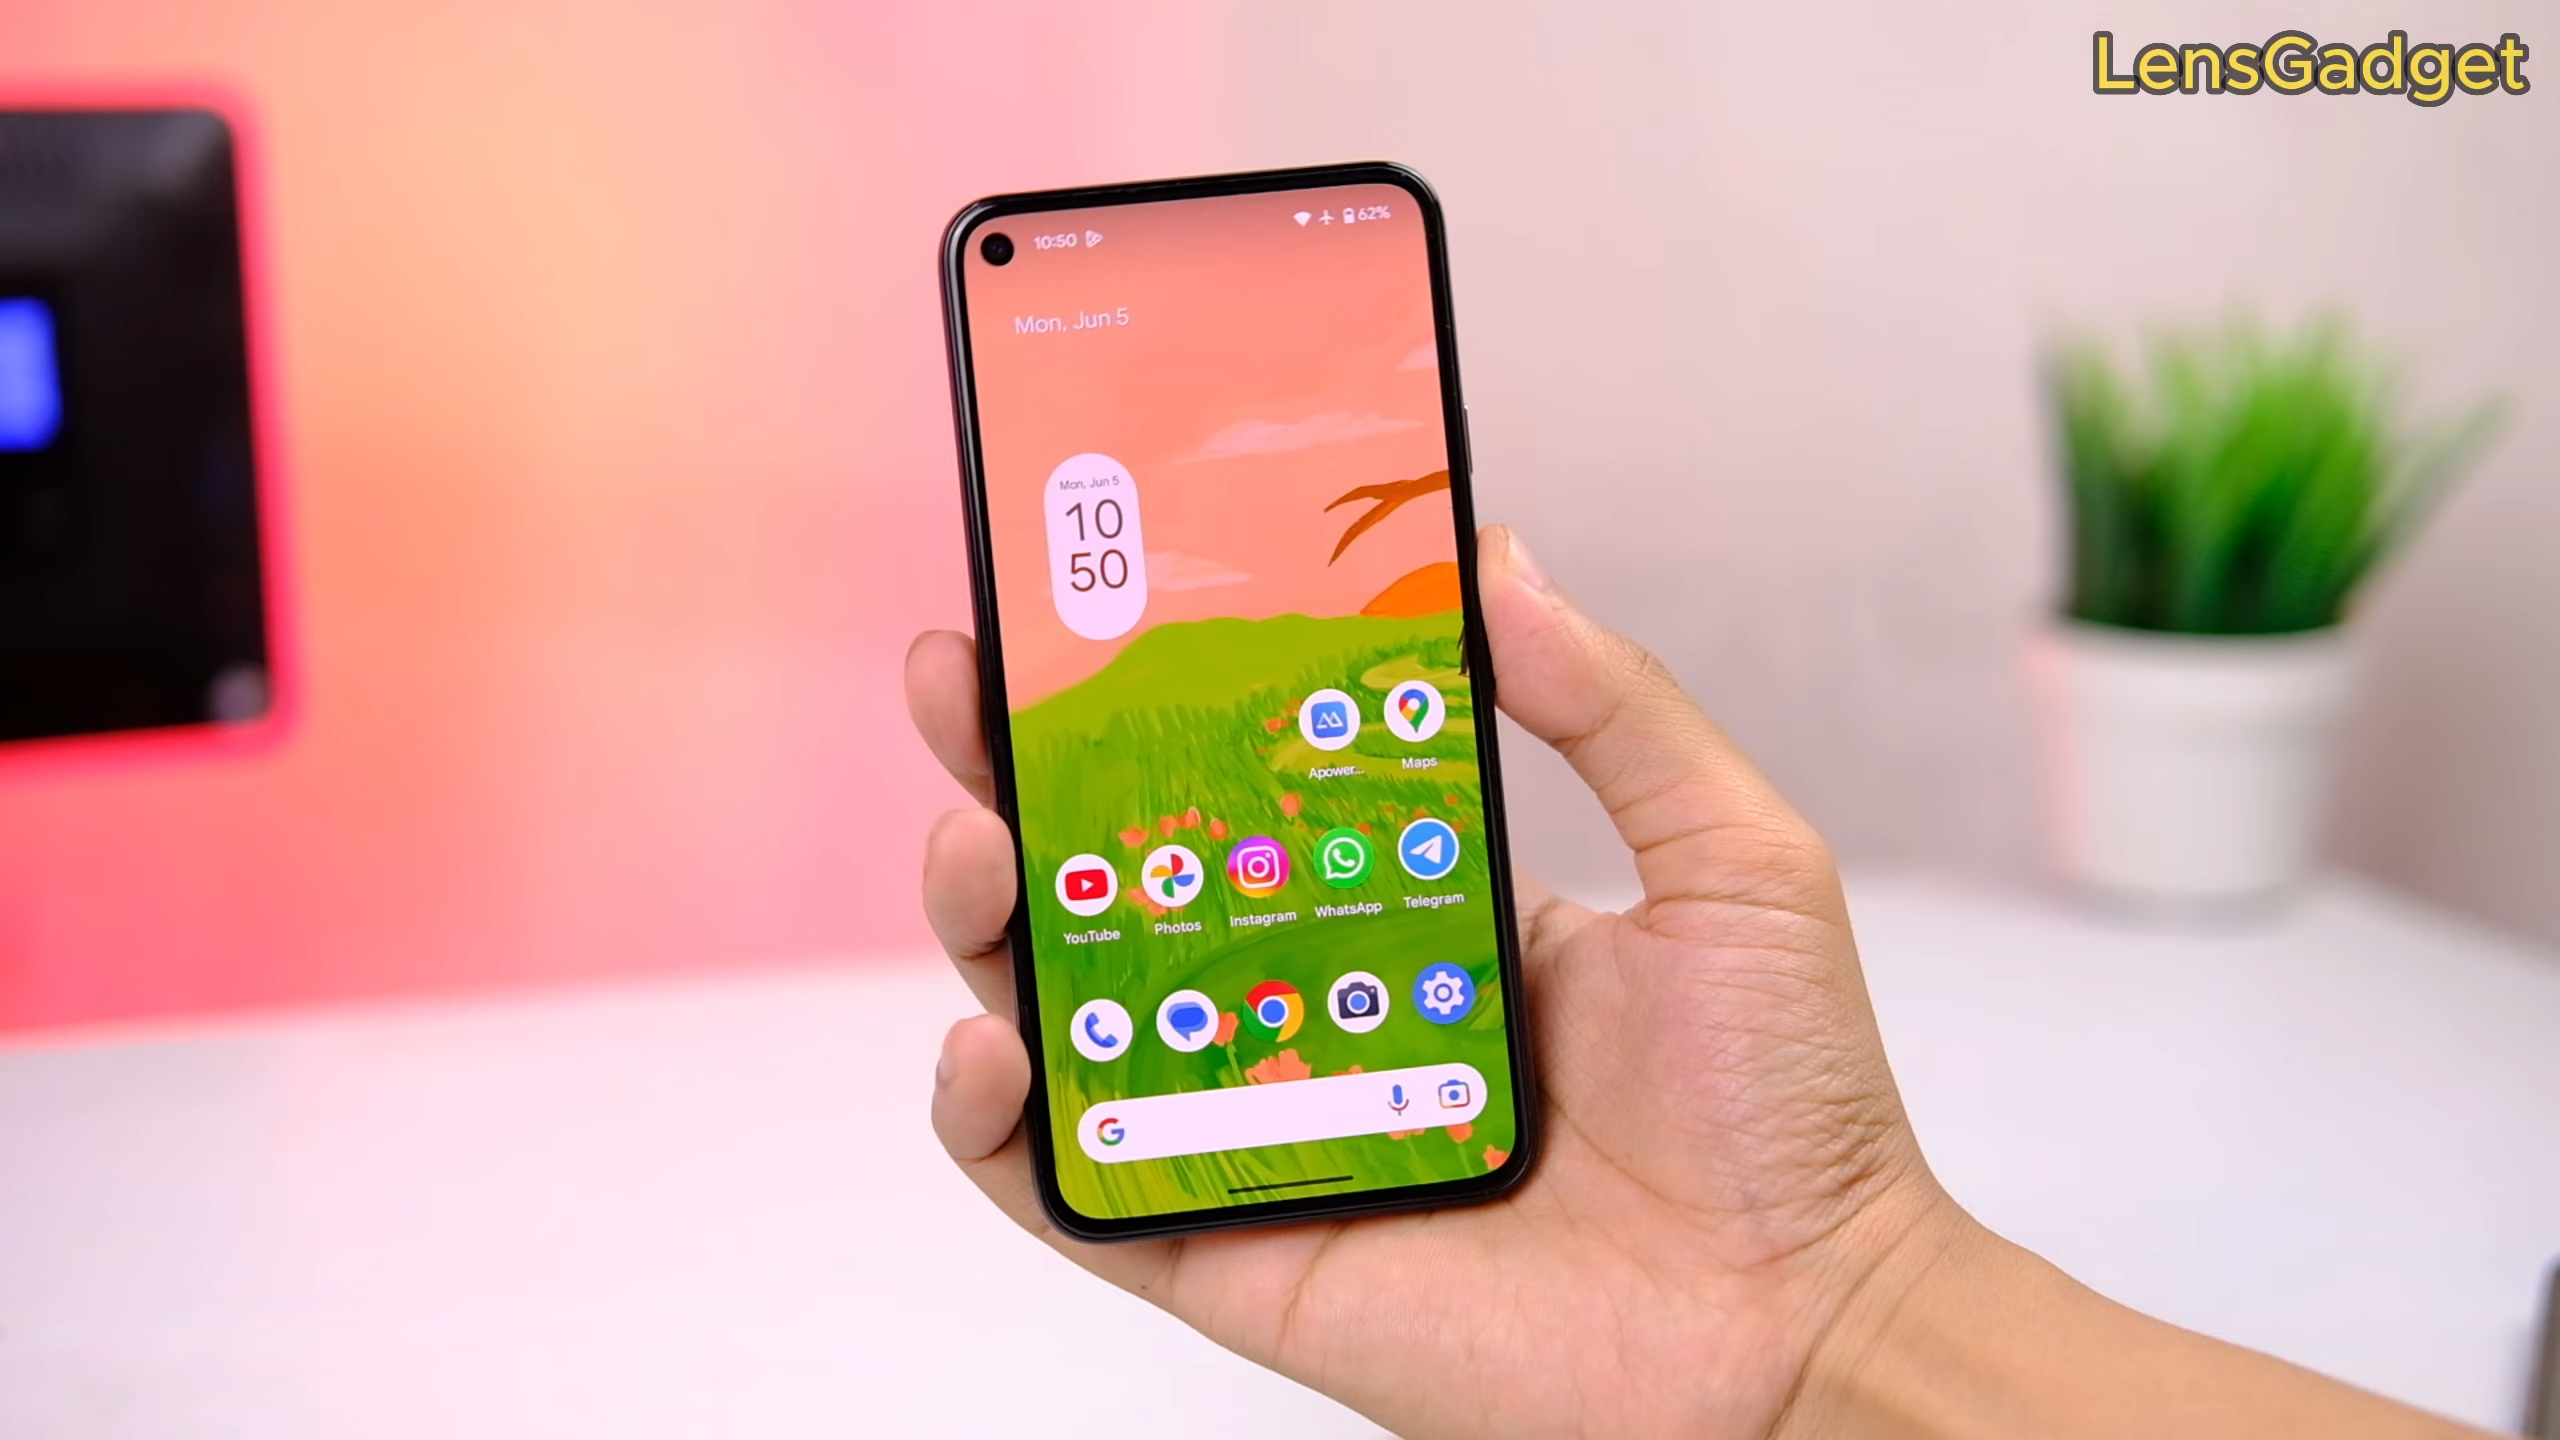 LensGadget
10:50
62%
Mon, Jun 5
Mon, Jun 5
10
50
Apower...
Maps
YouTube
Photos
Instagram
WhatsApp
Telegram
G